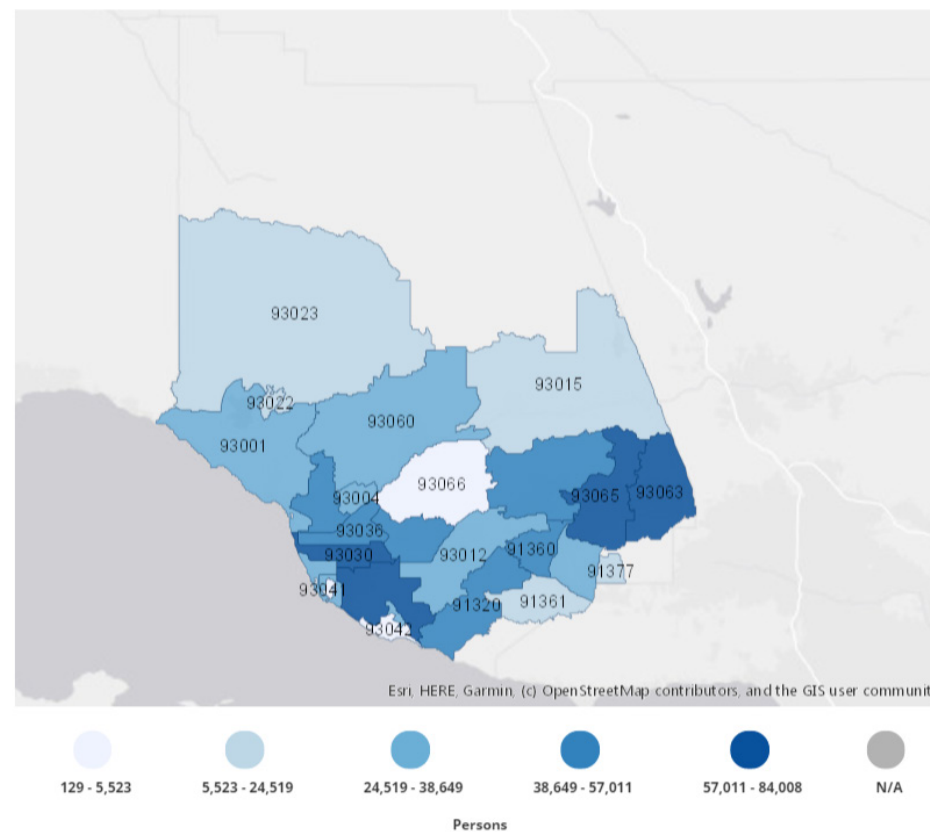 93023
93015
93022
93060
93001
93066
93004
93065
93063
93036
93030
93012
91360
91377
93041
91320
91361
93042
Esri, HERE, Garmin, (c) OpenStreetMap contributors, and the GIS user communit
129 - 5,523
5,523 - 24,519
24,519 - 38,649
38,649 - 57,011
57,011 - 84,008
N/A
Persons